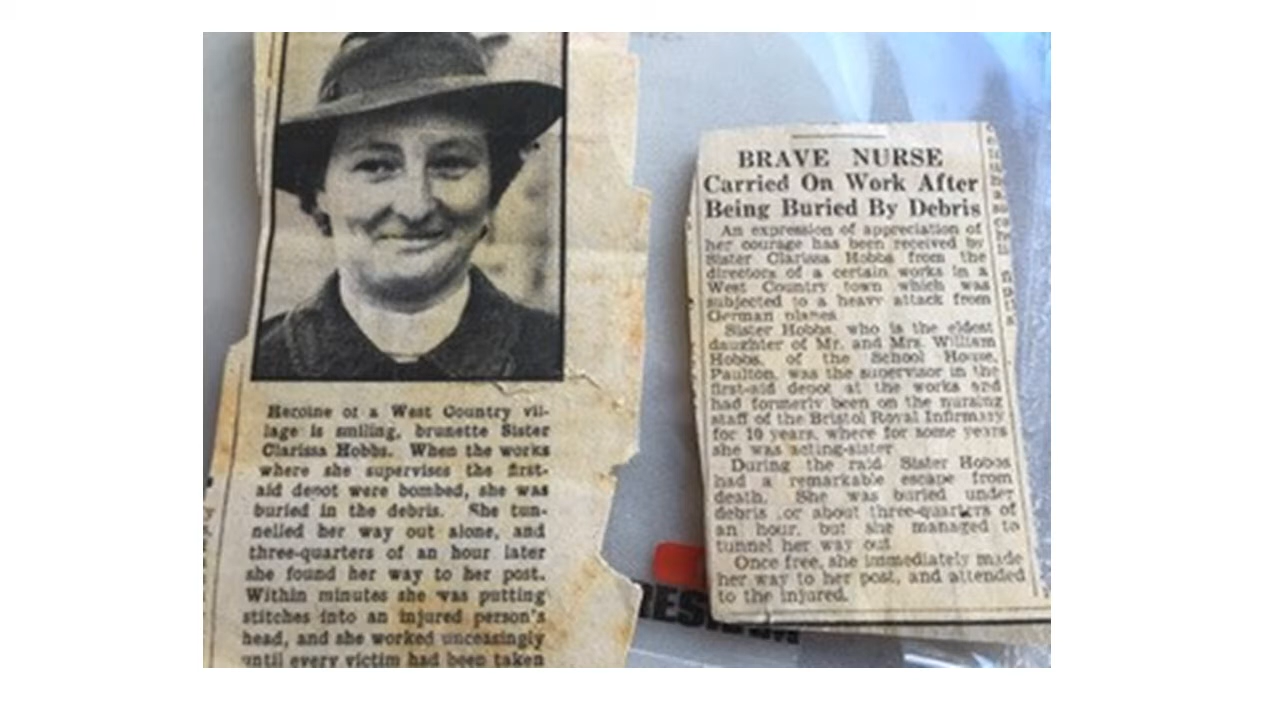 Heroine of a West Country vil-
lage is smiling, brunette Sister
Clarissa Hobbs. When the works
where she supervises the first-
aid depot were bombed, she was
buried in the debris. She tun-
nelled her way out alone, and
three-quarters of an hour later
she found her way to her post.
Within minutes she was putting
stitches into an injured person's
head, and she worked unceasingly
until every victim had been taken
BRAVE NURSE
Carried On Work After
Being Buried By Debris
An expression of appreciation of
her courage has been received by
Sister Clarissa Hobbs from the
directors of a certain works in a
West Country town which was
subjected to a heavy attack from
German planes.
Sister Hobbs, who is the eldest
daughter of Mr. and Mrs. William
Hobbs, of the School House,
Paulton, was the supervisor in the
first-aid depot at the works and
had formerly been on the nursing
staff of the Bristol Royal Infirmary
for 10 years, where for some years
she was acting-sister.
During the raid Sister Hobbs
had a remarkable escape from
death. She was buried under
debris for about three-quarters of
an hour, but she managed to
tunnel her way out.
Once free, she immediately made
her way to her post, and attended
to the injured.